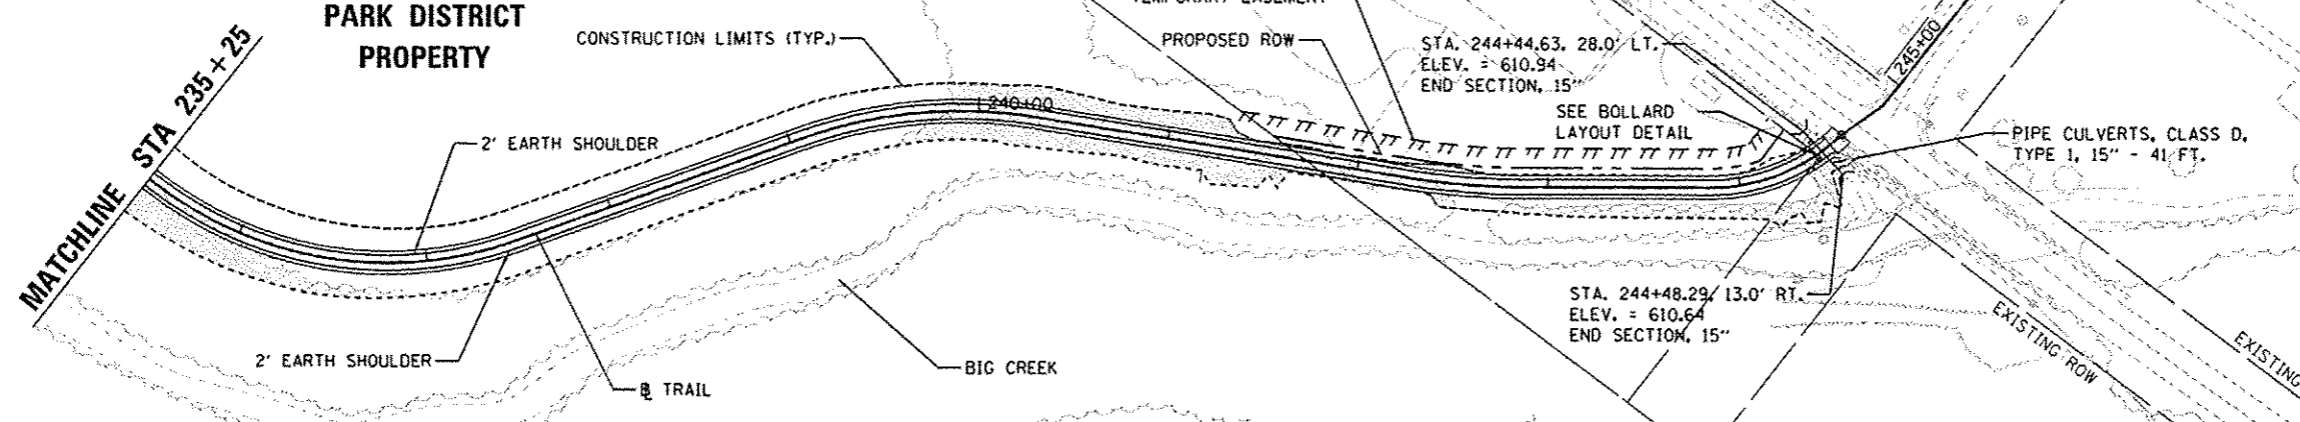 PARK DISTRICT
PROPERTY
MATCHLINE STA 235+25
CONSTRUCTION LIMITS (TYP.)
2' EARTH SHOULDER
240+00
TEMPORARY EASEMENT
PROPOSED ROW
STA. 244+44.63, 28.0' LT.
ELEV. = 610.94
END SECTION, 15"
SEE BOLLARD
LAYOUT DETAIL
245+00
PIPE CULVERTS, CLASS D,
TYPE 1, 15" - 41 FT.
2' EARTH SHOULDER
℄ TRAIL
BIG CREEK
STA. 244+48.29, 13.0' RT.
ELEV. = 610.64
END SECTION, 15"
EXISTING ROW
EXISTING